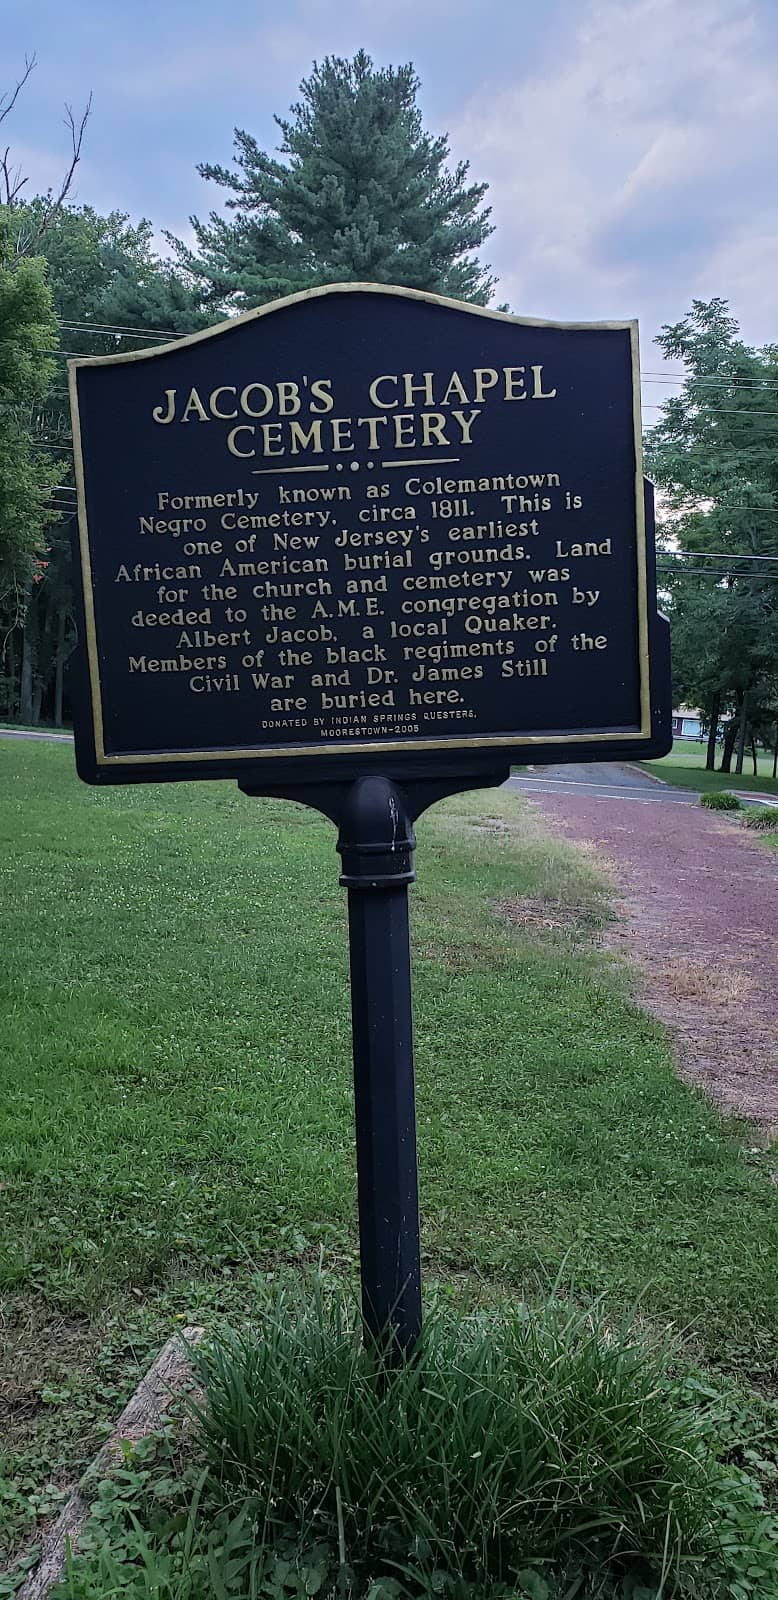 JACOB'S CHAPEL
CEMETERY
Formerly known as Colemantown
Negro Cemetery, circa 1811. This is
one of New Jersey's earliest
African American burial grounds. Land
for the church and cemetery was
deeded to the A.M.E. congregation by
Albert Jacob, a local Quaker.
Members of the black regiments of the
Civil War and Dr. James Still
are buried here.
DONATED BY INDIAN SPRINGS QUESTERS,
MOORESTOWN-2005